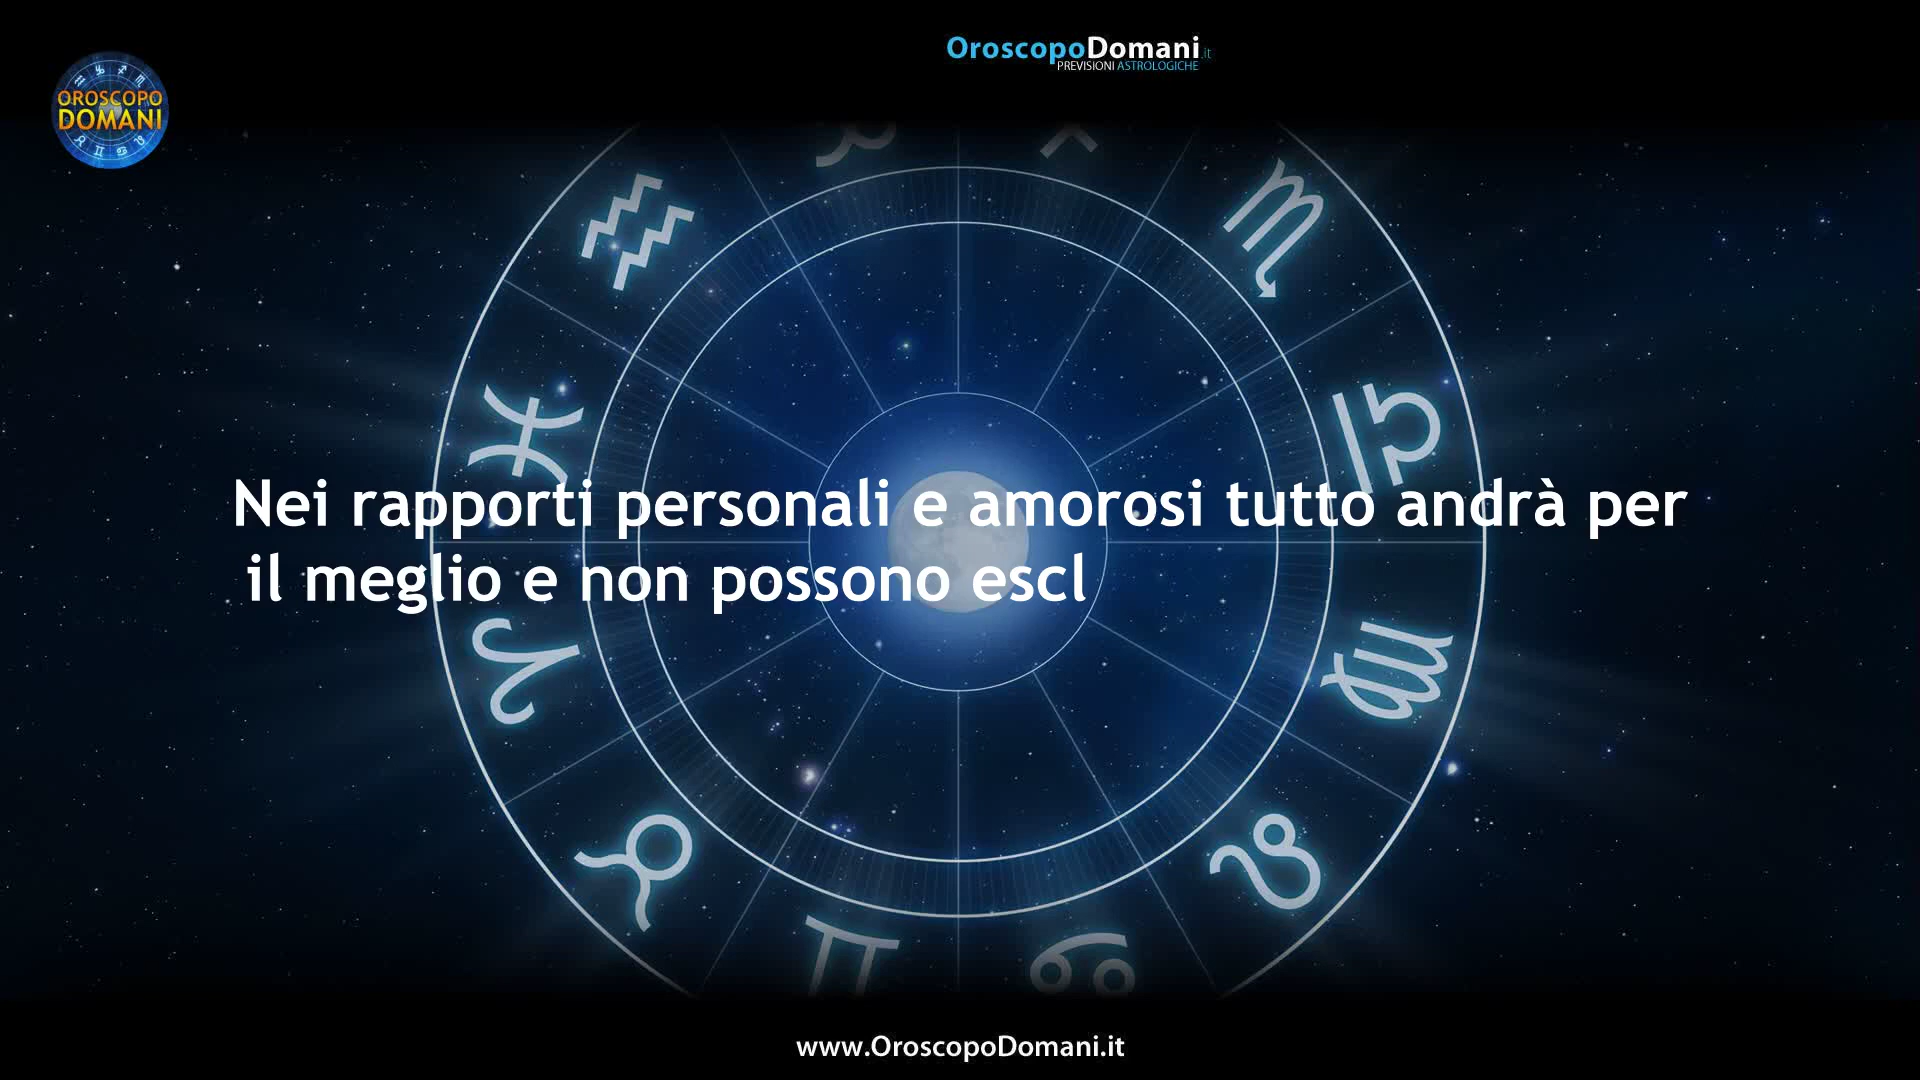 OroscopoDomani.it
PREVISIONI ASTROLOGICHE
OROSCOPO
DOMANI
Nei rapporti personali e amorosi tutto andrà per
il meglio e non possono escl
www.OroscopoDomani.it